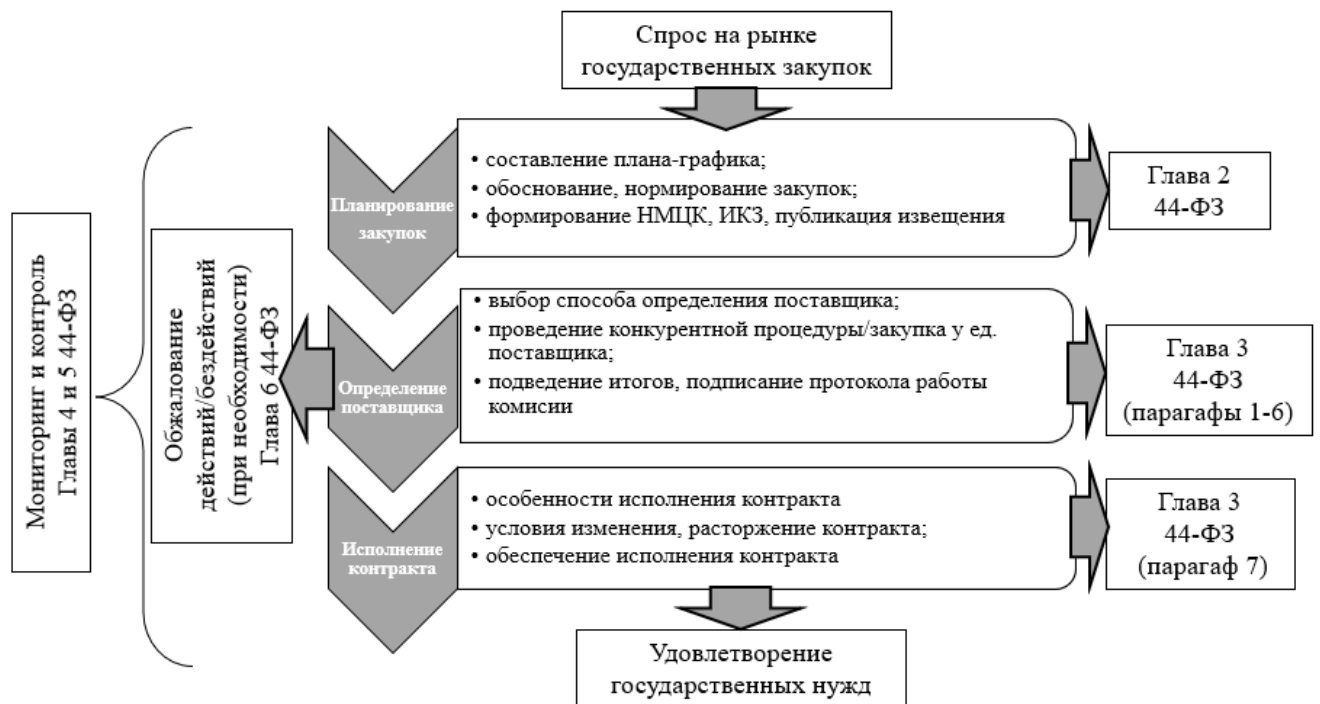 Спрос на рынке
государственных закупок
Планирование
закупок
• составление плана-графика;
• обоснование, нормирование закупок;
• формирование НМЦК, ИКЗ, публикация извещения
Глава 2
44-ФЗ
Мониторинг и контроль
Главы 4 и 5 44-ФЗ
Обжалование
действий/бездействий
(при необходимости)
Глава 6 44-ФЗ
Определение
поставщика
• выбор способа определения поставщика;
• проведение конкурентной процедуры/закупка у ед.
поставщика;
• подведение итогов, подписание протокола работы
комисии
Глава 3
44-ФЗ
(парагафы 1-6)
Исполнение
контракта
• особенности исполнения контракта
• условия изменения, расторжение контракта;
• обеспечение исполнения контракта
Глава 3
44-ФЗ
(парагаф 7)
Удовлетворение
государственных нужд